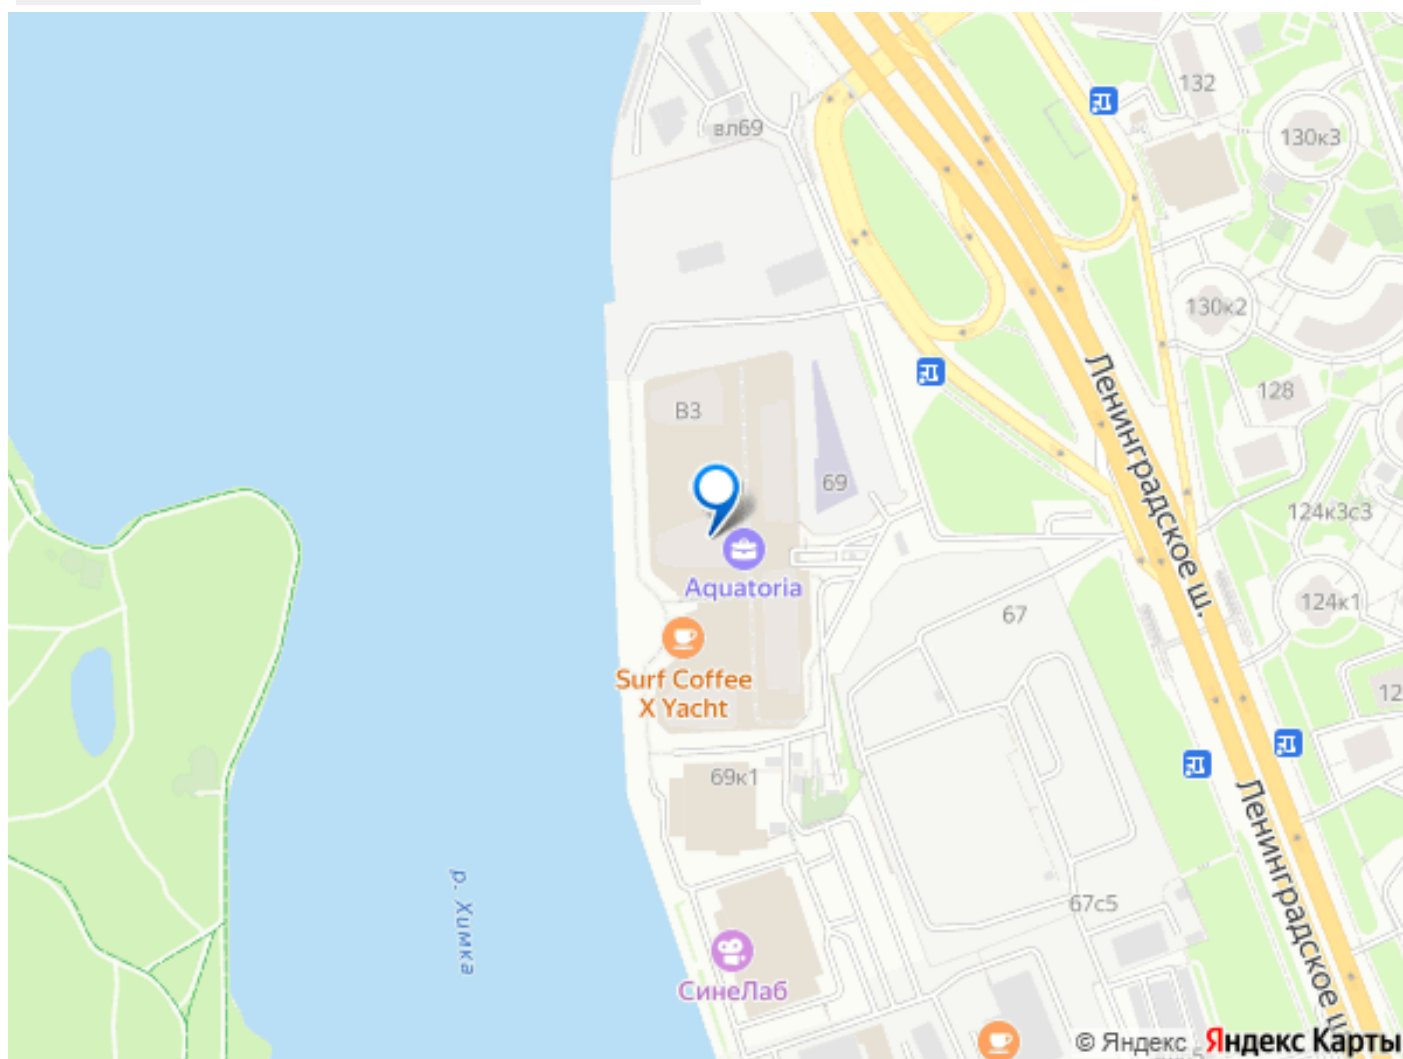 132
вл69
130к3
130к2
Ленинградское ш.
128
В3
69
124к3с3
Aquatoria
124к1
67
Surf Coffee
X Yacht
12
69к1
Ленинградское ш
р. Химка
67с5
СинеЛаб
© Яндекс
Яндекс Карты